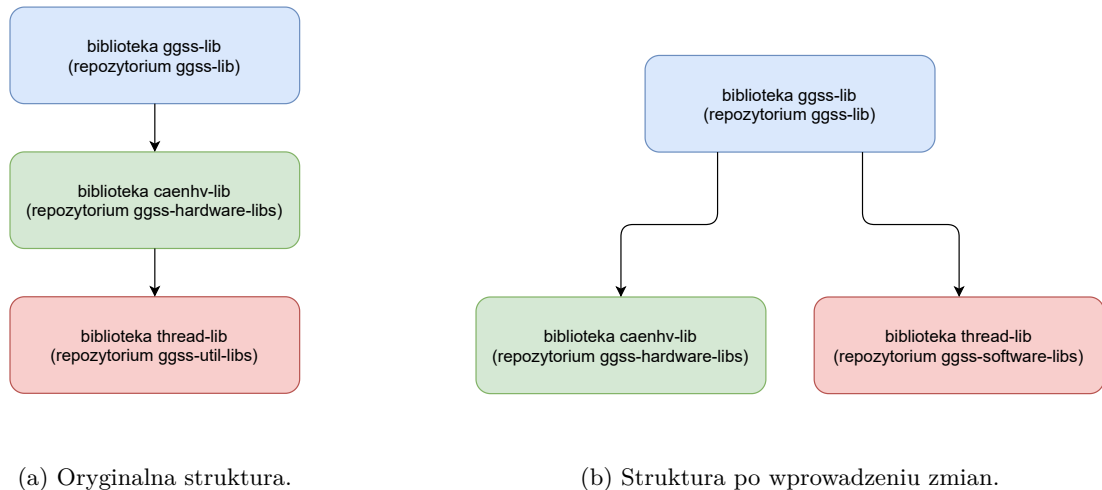 biblioteka ggss-lib
(repozytorium ggss-lib)
biblioteka caenhv-lib
(repozytorium ggss-hardware-libs)
biblioteka thread-lib
(repozytorium ggss-util-libs)
(a) Oryginalna struktura.
biblioteka ggss-lib
(repozytorium ggss-lib)
biblioteka caenhv-lib
(repozytorium ggss-hardware-libs)
biblioteka thread-lib
(repozytorium ggss-software-libs)
(b) Struktura po wprowadzeniu zmian.